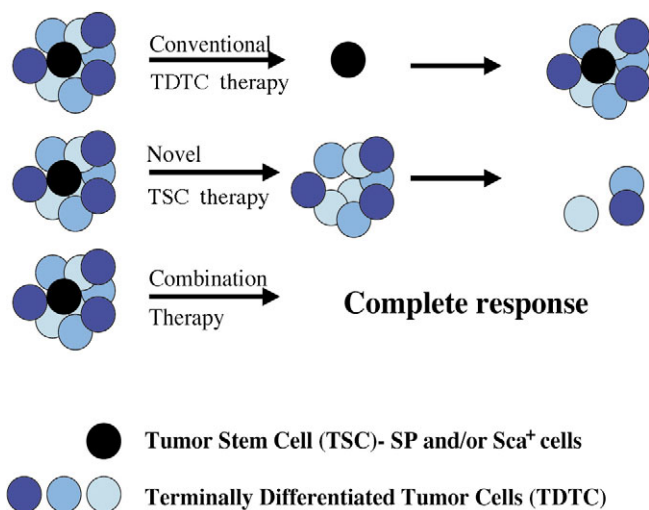 Conventional
TDTC therapy
Novel
TSC therapy
Combination
Therapy
Complete response
Tumor Stem Cell (TSC)- SP and/or Sca⁺ cells
Terminally Differentiated Tumor Cells (TDTC)